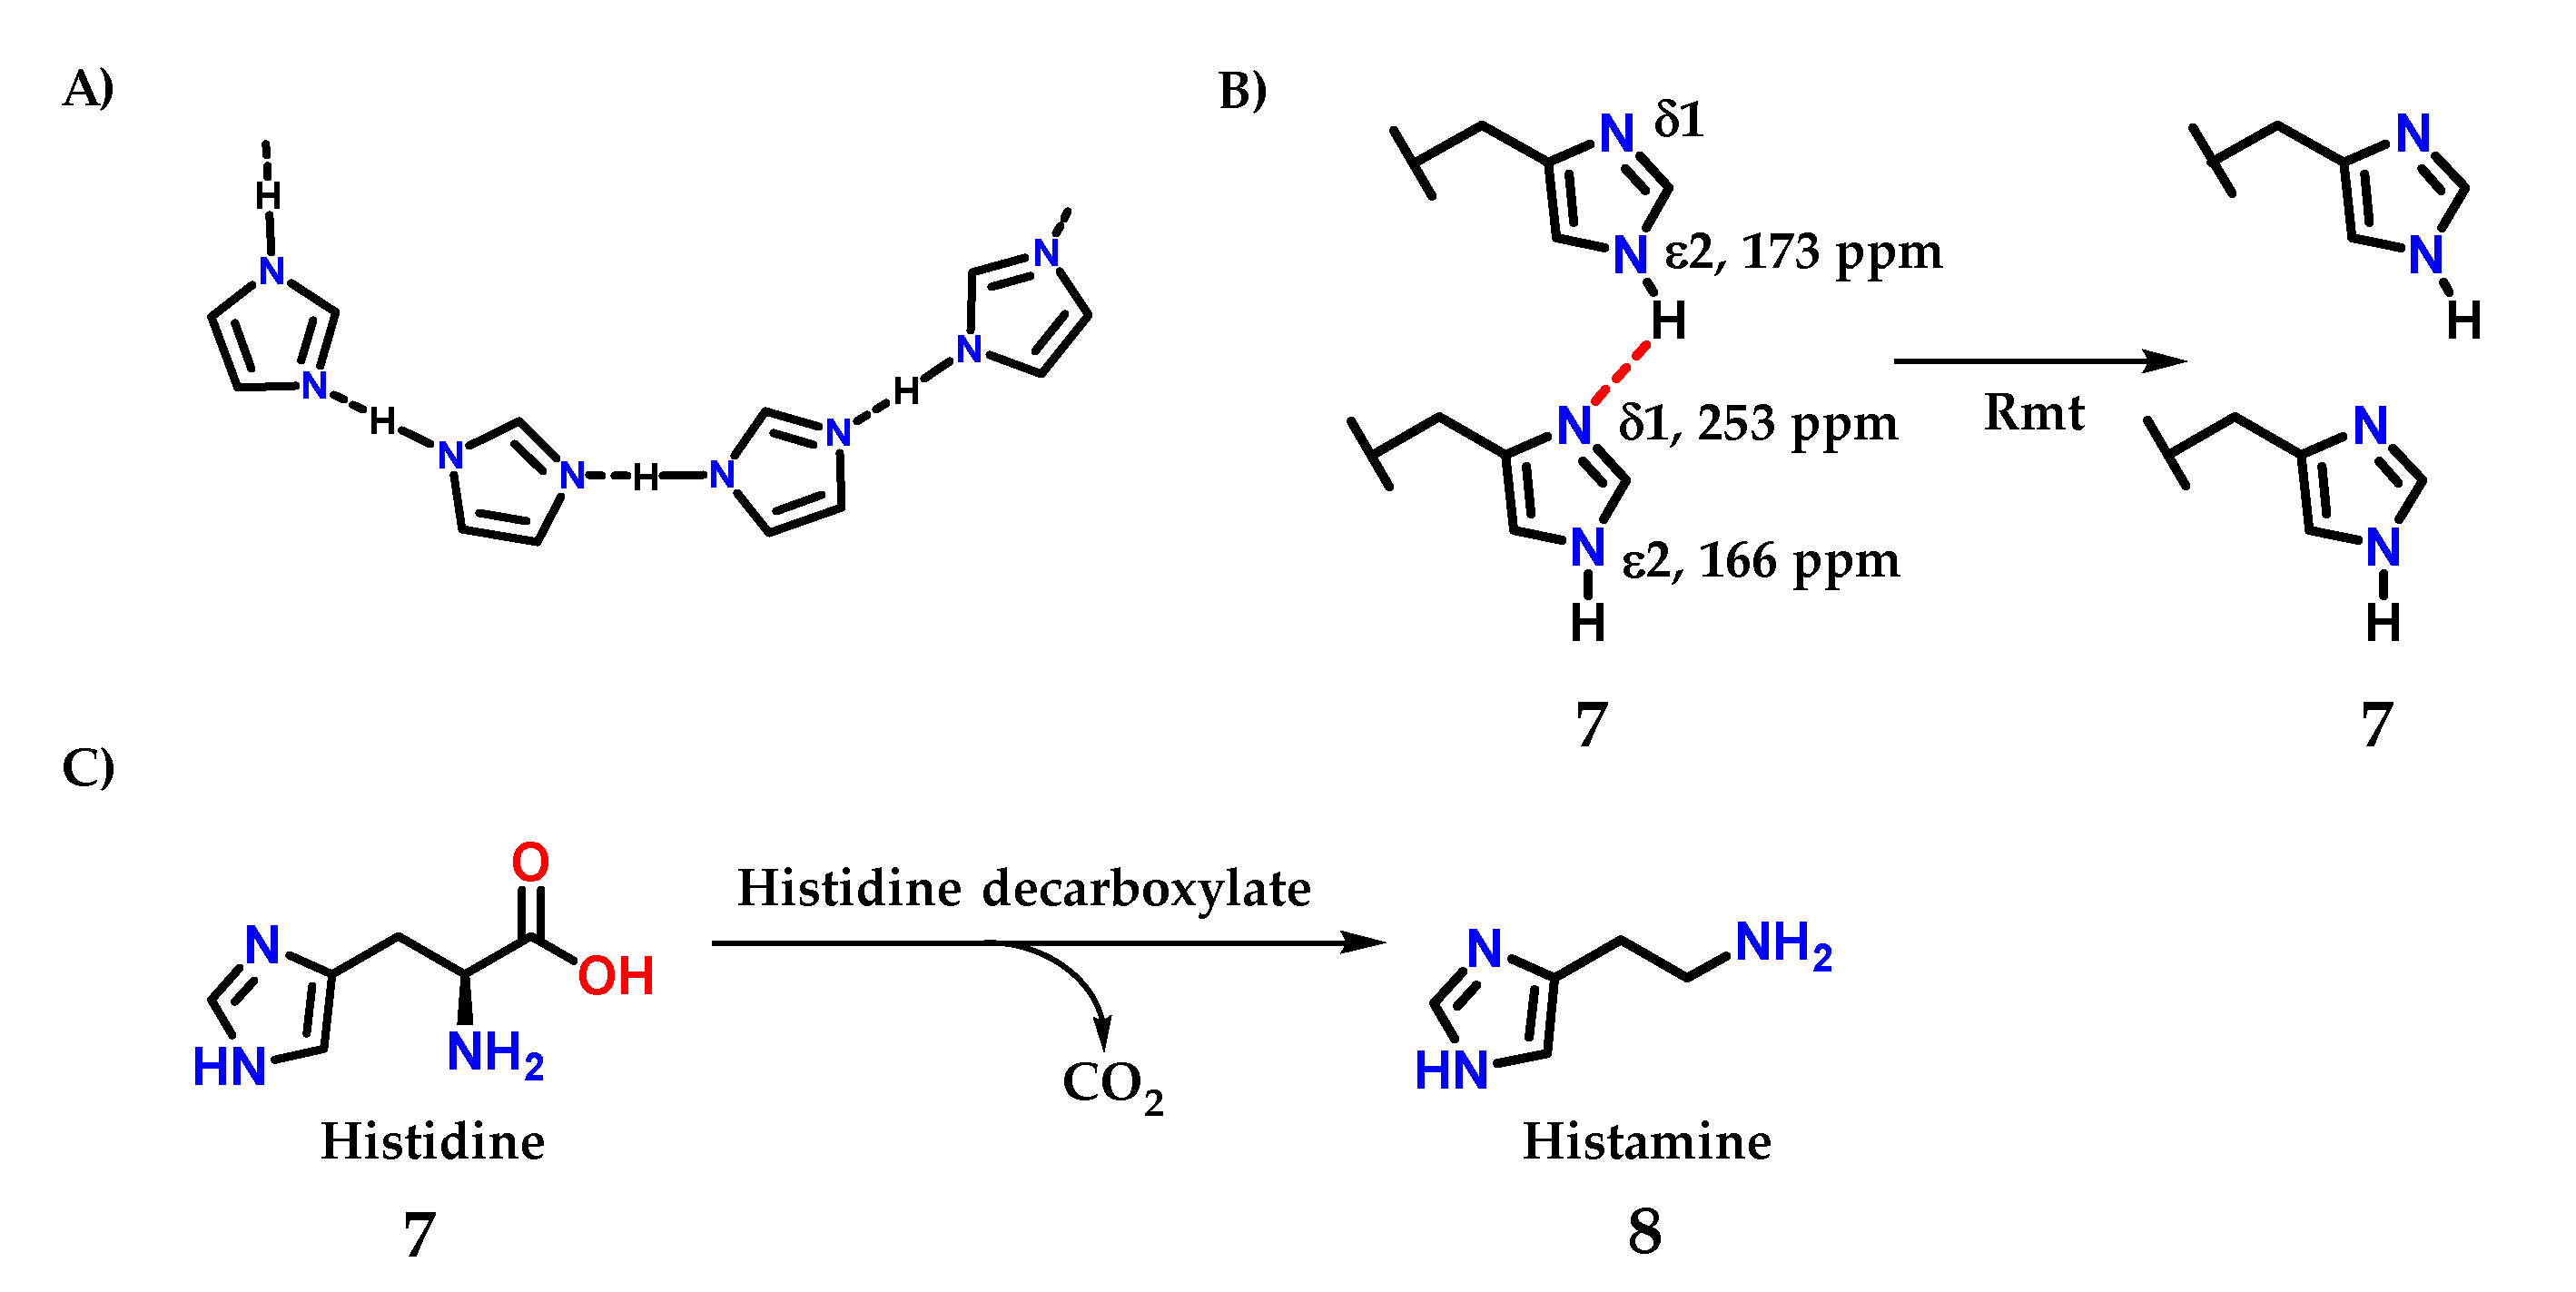 A)
H
N
N
H
N
N
H
N
N
H
N
N
B)
N δ1
N ε2, 173 ppm
H
N δ1, 253 ppm
N ε2, 166 ppm
H
7
Rmt
N
N
H
N
N
H
7
C)
O
OH
N
HN
NH2
Histidine
7
Histidine decarboxylate
CO2
N
HN
NH2
Histamine
8